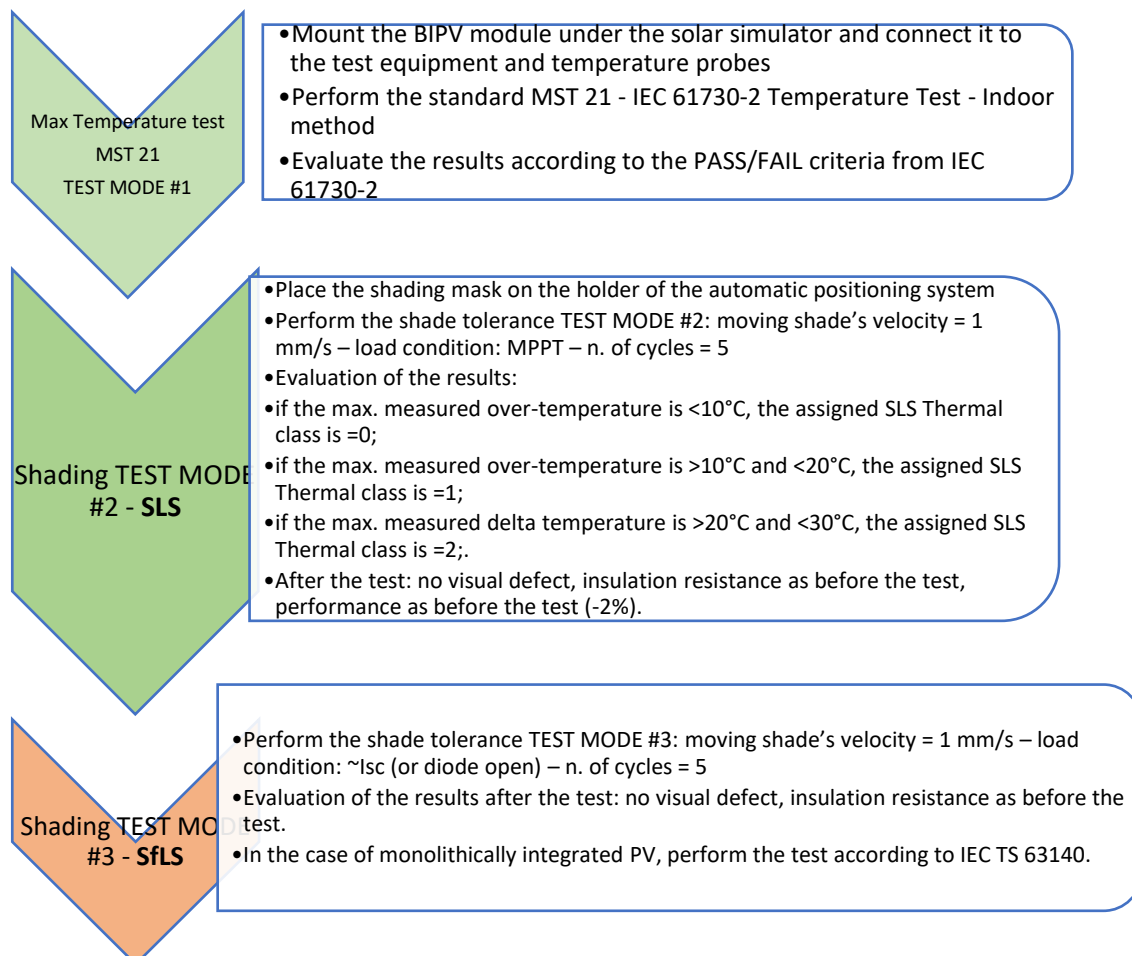 Max Temperature test
MST 21
TEST MODE #1
•Mount the BIPV module under the solar simulator and connect it to
the test equipment and temperature probes
•Perform the standard MST 21 - IEC 61730-2 Temperature Test - Indoor
method
•Evaluate the results according to the PASS/FAIL criteria from IEC
61730-2
Shading TEST MODE
#2 - SLS
•Place the shading mask on the holder of the automatic positioning system
•Perform the shade tolerance TEST MODE #2: moving shade’s velocity = 1
mm/s – load condition: MPPT – n. of cycles = 5
•Evaluation of the results:
•if the max. measured over-temperature is <10°C, the assigned SLS Thermal
class is =0;
•if the max. measured over-temperature is >10°C and <20°C, the assigned SLS
Thermal class is =1;
•if the max. measured delta temperature is >20°C and <30°C, the assigned SLS
Thermal class is =2;.
•After the test: no visual defect, insulation resistance as before the test,
performance as before the test (-2%).
Shading TEST MODE
#3 - SfLS
•Perform the shade tolerance TEST MODE #3: moving shade’s velocity = 1 mm/s – load
condition: ~Isc (or diode open) – n. of cycles = 5
•Evaluation of the results after the test: no visual defect, insulation resistance as before the
test.
•In the case of monolithically integrated PV, perform the test according to IEC TS 63140.